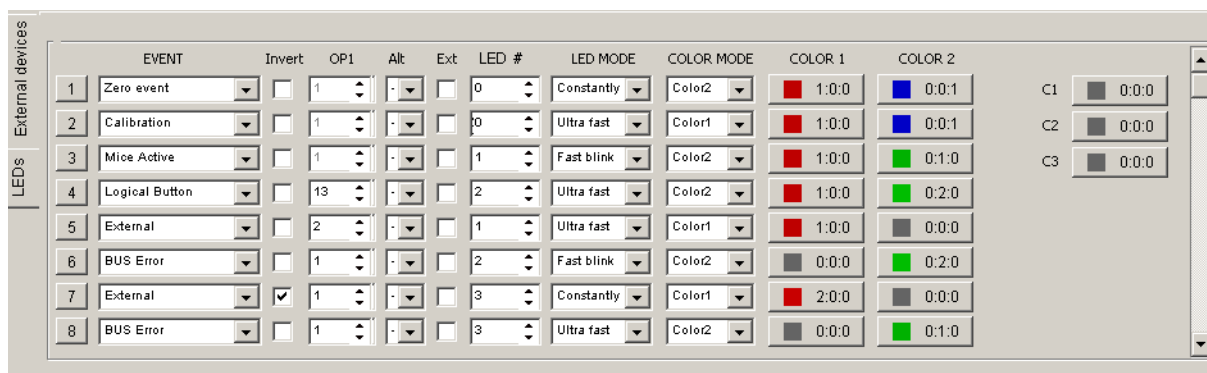 External devices
LEDs
EVENT Invert OP1 Alt Ext LED # LED MODE COLOR MODE COLOR 1 COLOR 2
1 Zero event 1 - 0 Constantly Color2 1:0:0 0:0:1 C1 0:0:0
2 Calibration 1 - 0 Ultra fast Color1 1:0:0 0:0:1 C2 0:0:0
3 Mice Active 1 - 1 Fast blink Color2 1:0:0 0:1:0 C3 0:0:0
4 Logical Button 13 - 2 Ultra fast Color2 1:0:0 0:2:0
5 External 2 - 1 Ultra fast Color1 1:0:0 0:0:0
6 BUS Error 1 - 2 Fast blink Color2 0:0:0 0:2:0
7 External 1 - 3 Constantly Color1 2:0:0 0:0:0
8 BUS Error 1 - 3 Ultra fast Color2 0:0:0 0:1:0